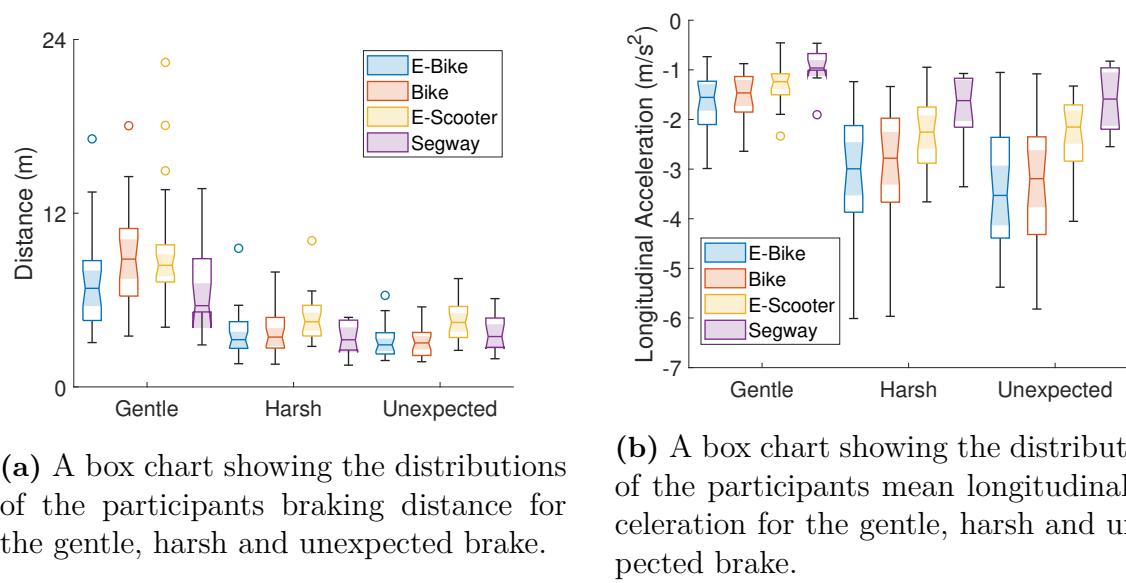 24
12
0
Distance (m)
E-Bike
Bike
E-Scooter
Segway
Gentle Harsh Unexpected
(a) A box chart showing the distributions
of the participants braking distance for
the gentle, harsh and unexpected brake.
0
-1
-2
-3
-4
-5
-6
-7
Longitudinal Acceleration (m/s²)
E-Bike
Bike
E-Scooter
Segway
Gentle Harsh Unexpected
(b) A box chart showing the distribut
of the participants mean longitudinal
celeration for the gentle, harsh and un
pected brake.